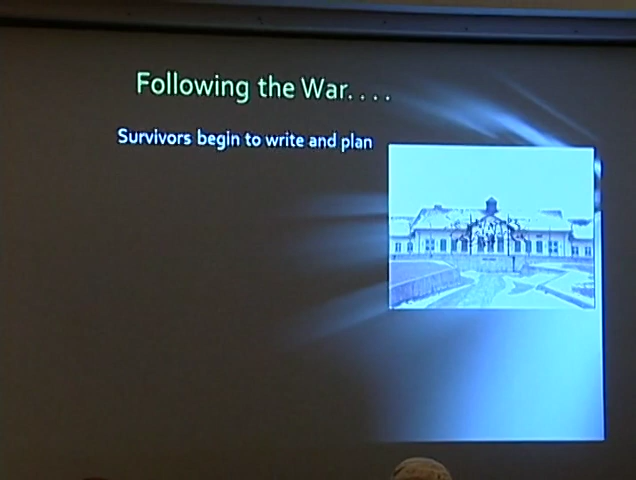 Following the War. . . .
Survivors begin to write and plan